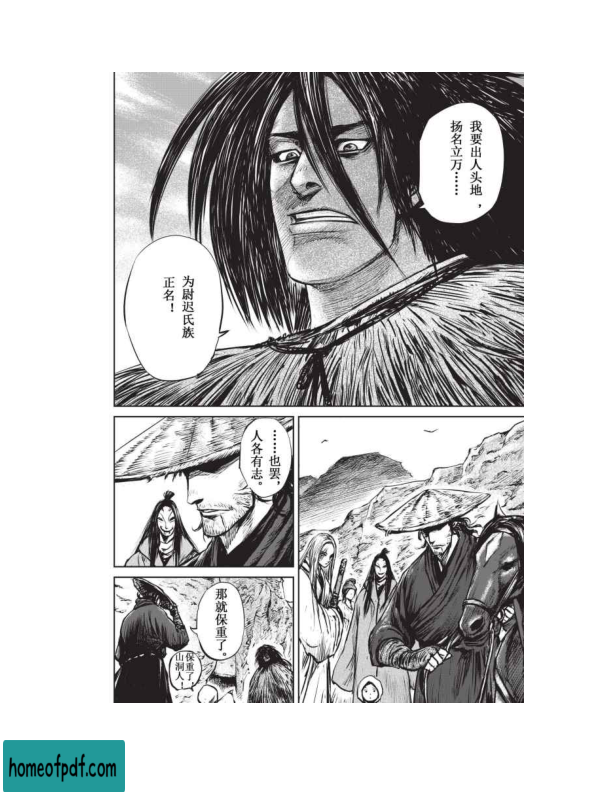 我要出人头地，
扬名立万……
为尉迟氏族
正名！
……也罢，
人各有志。
那就保重了。
保重了！
山洞人！
homeofpdf.com